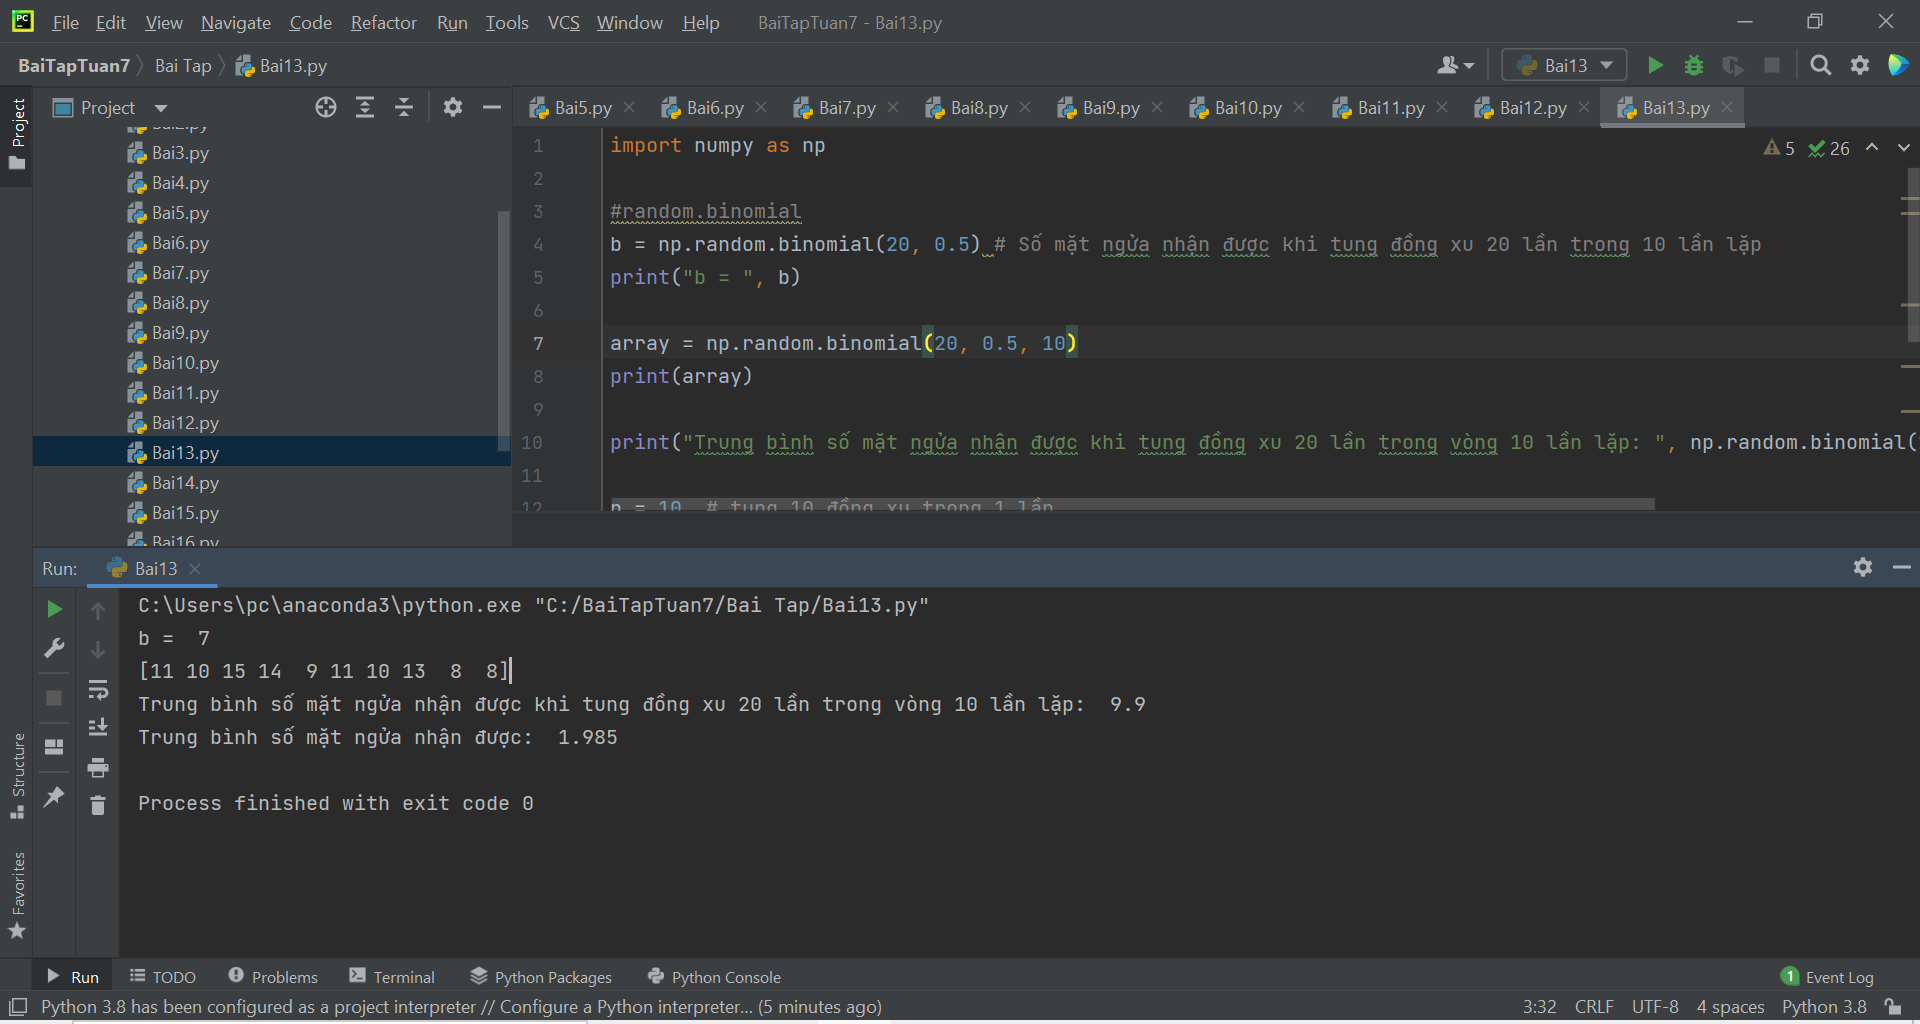 File Edit View Navigate Code Refactor Run Tools VCS Window Help BaiTapTuan7 - Bai13.py
BaiTapTuan7 Bai Tap Bai13.py Bai13
Project
Project
Bai3.py
Bai4.py
Bai5.py
Bai6.py
Bai7.py
Bai8.py
Bai9.py
Bai10.py
Bai11.py
Bai12.py
Bai13.py
Bai14.py
Bai15.py
Bai16.py
Bai5.py Bai6.py Bai7.py Bai8.py Bai9.py Bai10.py Bai11.py Bai12.py Bai13.py
5 26
1 import numpy as np
2
3 #random.binomial
4 b = np.random.binomial(20, 0.5) # Số mặt ngửa nhận được khi tung đồng xu 20 lần trong 10 lần lặp
5 print("b = ", b)
6
7 array = np.random.binomial(20, 0.5, 10)
8 print(array)
9
10 print("Trung bình số mặt ngửa nhận được khi tung đồng xu 20 lần trong vòng 10 lần lặp: ", np.random.binomial(
11
12 n = 10 # tung 10 đồng xu trong 1 lần
Run: Bai13
C:\Users\pc\anaconda3\python.exe "C:/BaiTapTuan7/Bai Tap/Bai13.py"
b =  7
[11 10 15 14  9 11 10 13  8  8]
Trung bình số mặt ngửa nhận được khi tung đồng xu 20 lần trong vòng 10 lần lặp:  9.9
Trung bình số mặt ngửa nhận được:  1.985
Process finished with exit code 0
Structure
Favorites
Run TODO Problems Terminal Python Packages Python Console 1 Event Log
Python 3.8 has been configured as a project interpreter // Configure a Python interpreter... (5 minutes ago) 3:32 CRLF UTF-8 4 spaces Python 3.8